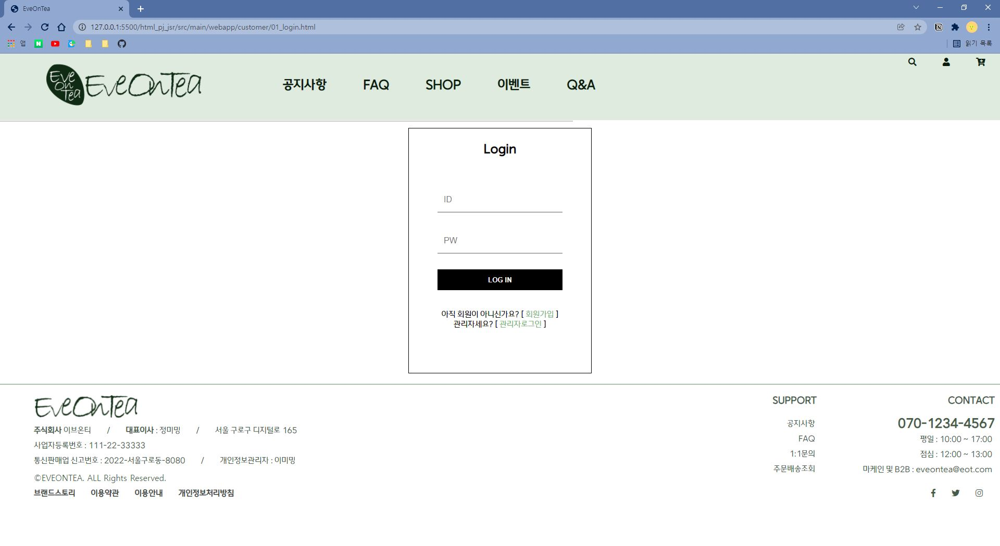 EveOnTea
127.0.0.1:5500/html_pj_jsr/src/main/webapp/customer/01_login.html
앱
읽기 목록
Eve On Tea EveOnTea
공지사항 FAQ SHOP 이벤트 Q&A
Login
ID
PW
LOG IN
아직 회원이 아니신가요? [ 회원가입 ]
관리자세요? [ 관리자로그인 ]
EveOnTea
주식회사 이브온티 / 대표이사 : 정미밍 / 서울 구로구 디지털로 165
사업자등록번호 : 111-22-33333
통신판매업 신고번호 : 2022-서울구로동-8080 / 개인정보관리자 : 이미밍
©EVEONTEA. ALL Rights Reserved.
브랜드스토리 이용약관 이용안내 개인정보처리방침
SUPPORT
공지사항
FAQ
1:1문의
주문배송조회
CONTACT
070-1234-4567
평일 : 10:00 ~ 17:00
점심 : 12:00 ~ 13:00
마케인 및 B2B : eveontea@eot.com